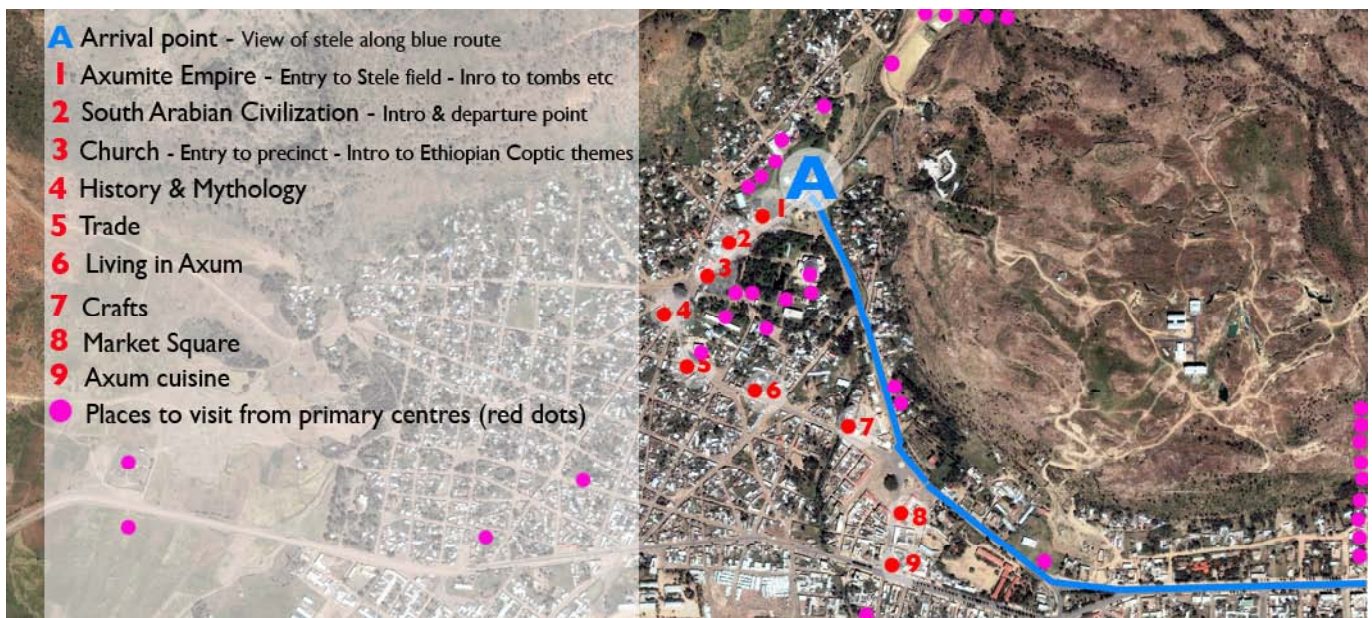 A Arrival point - View of stele along blue route
1 Axumite Empire - Entry to Stele field - Inro to tombs etc
2 South Arabian Civilization - Intro & departure point
3 Church - Entry to precinct - Intro to Ethiopian Coptic themes
4 History & Mythology
5 Trade
6 Living in Axum
7 Crafts
8 Market Square
9 Axum cuisine
Places to visit from primary centres (red dots)
A
1
2
3
4
5
6
7
8
9